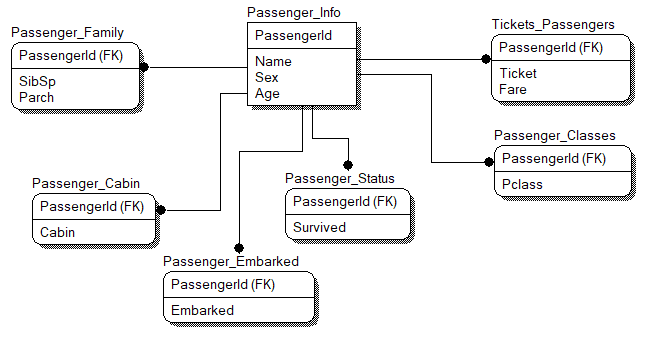 Passenger_Info
PassengerId
Name
Sex
Age
Passenger_Family
PassengerId (FK)
SibSp
Parch
Tickets_Passengers
PassengerId (FK)
Ticket
Fare
Passenger_Classes
PassengerId (FK)
Pclass
Passenger_Cabin
PassengerId (FK)
Cabin
Passenger_Status
PassengerId (FK)
Survived
Passenger_Embarked
PassengerId (FK)
Embarked